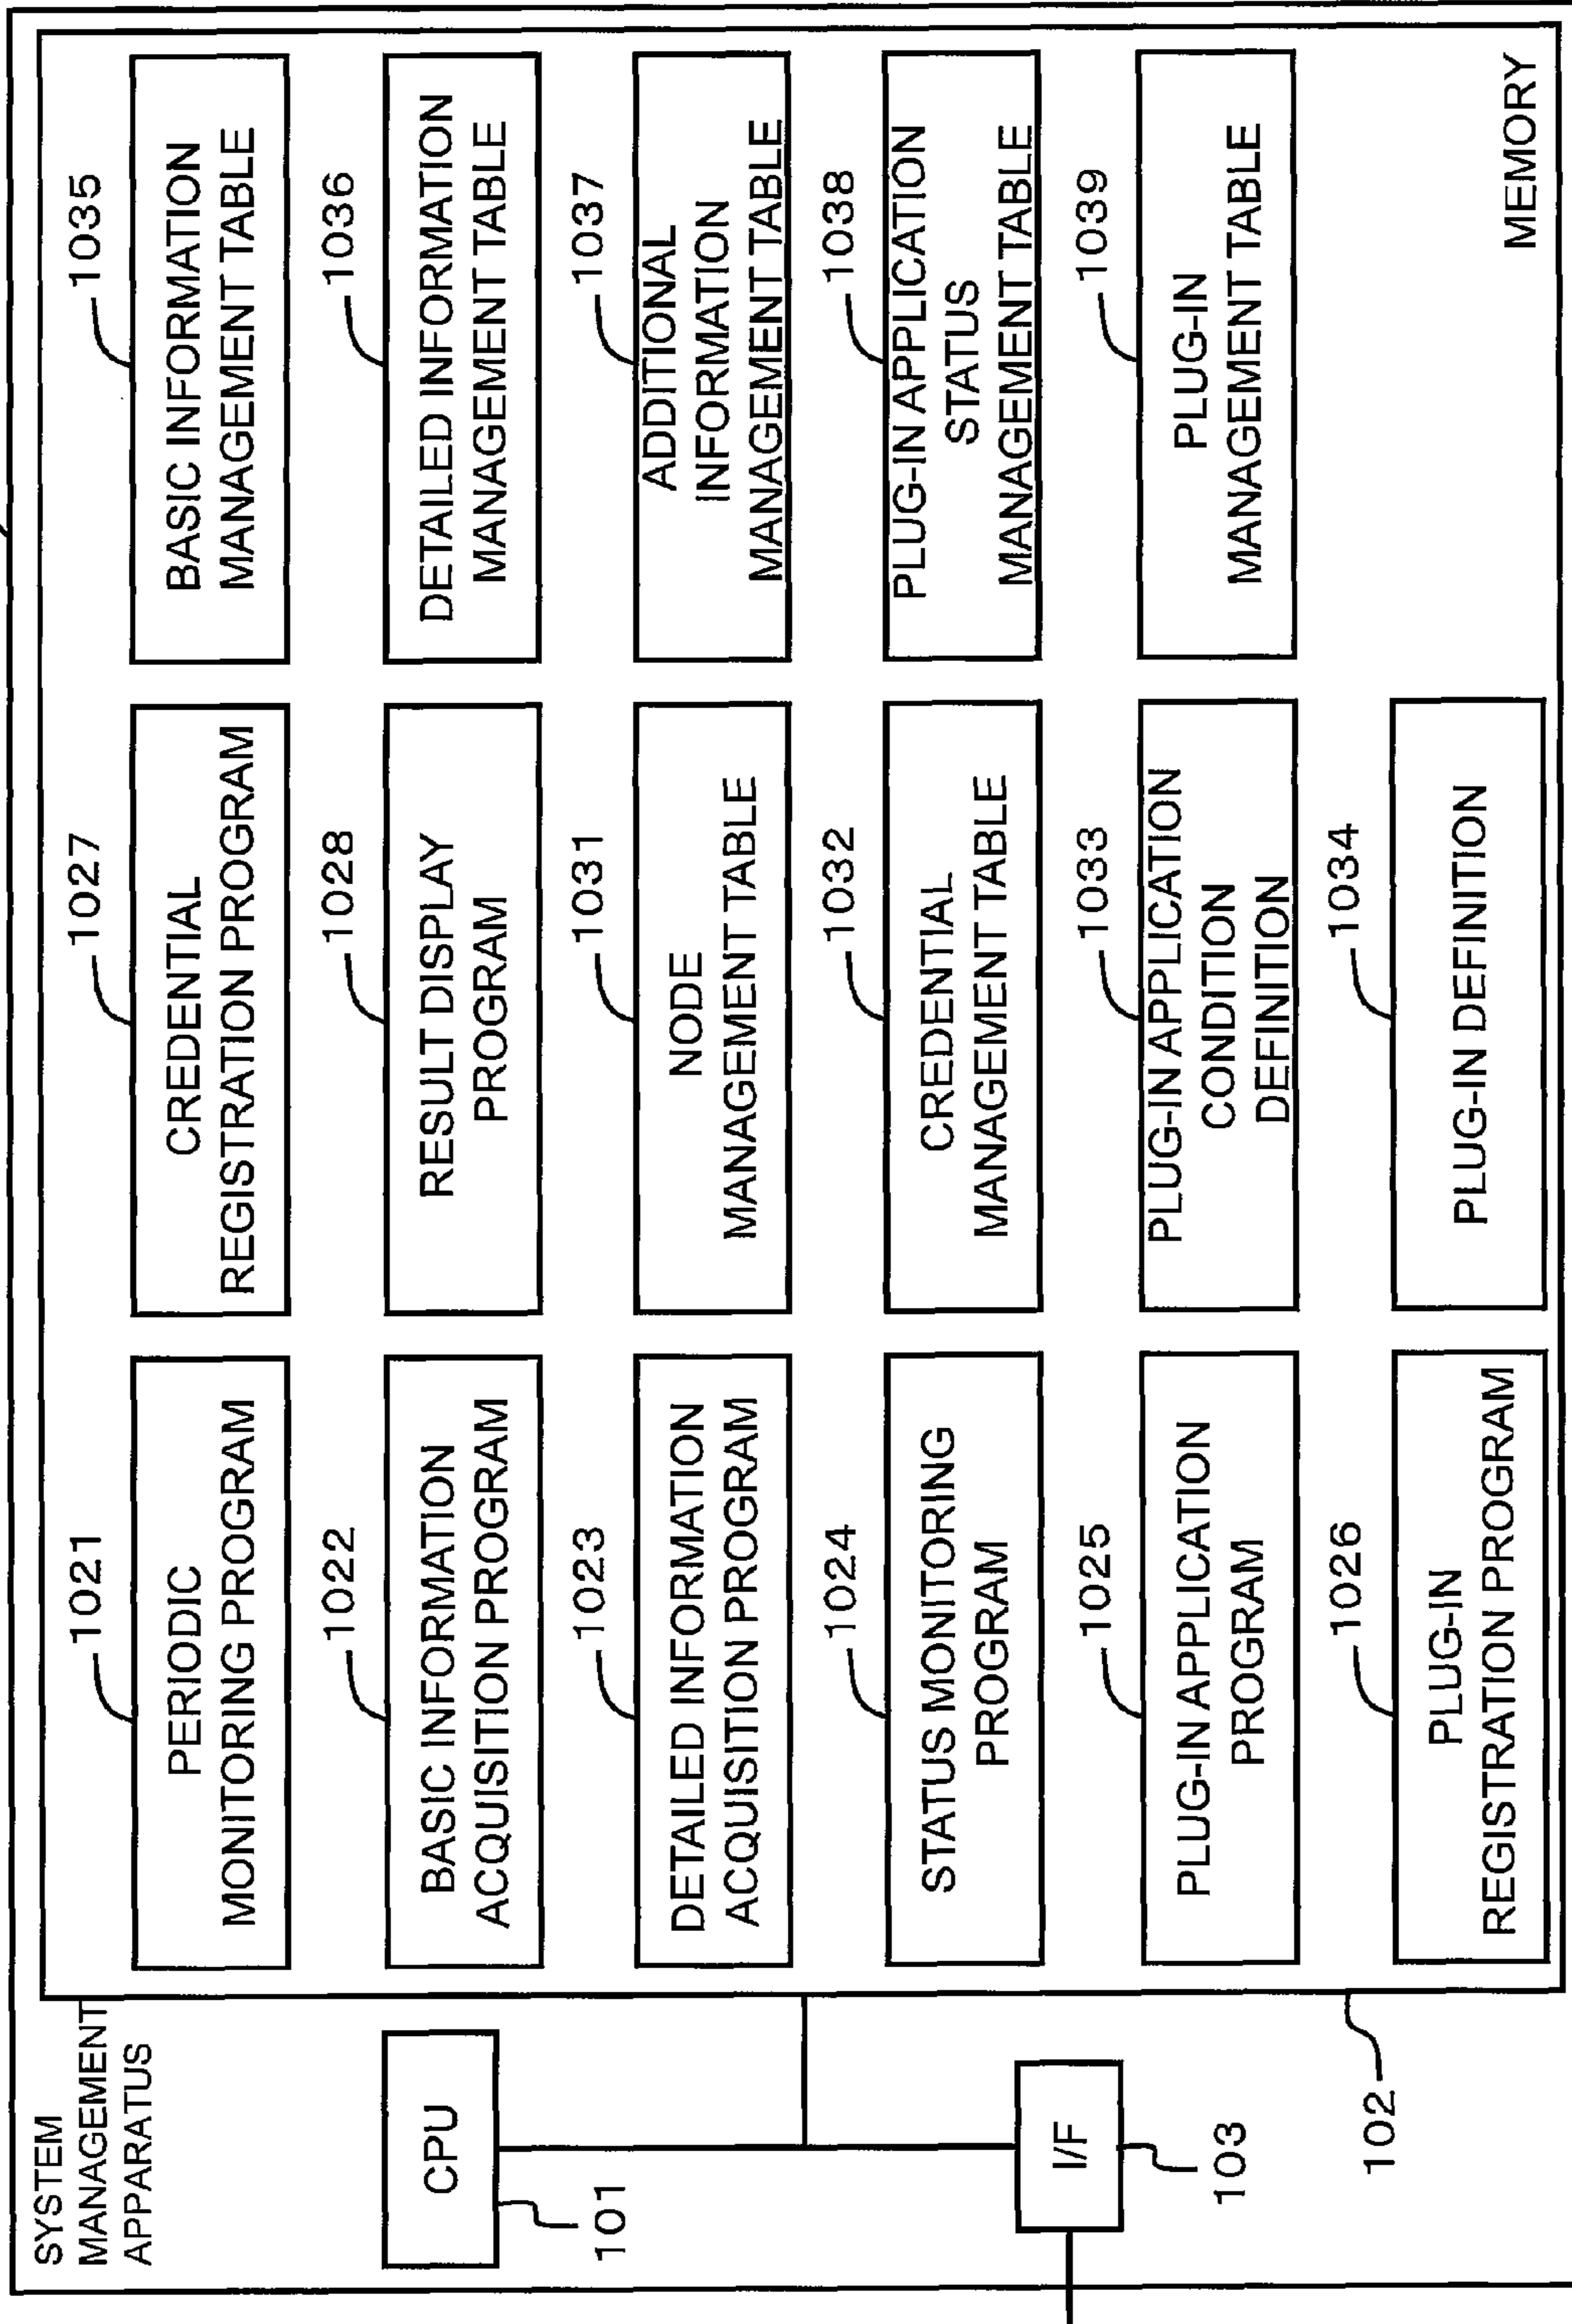 SYSTEM
MANAGEMENT
APPARATUS
CPU
101
I/F
103
102
1021
PERIODIC
MONITORING PROGRAM
1022
BASIC INFORMATION
ACQUISITION PROGRAM
1023
DETAILED INFORMATION
ACQUISITION PROGRAM
1024
STATUS MONITORING
PROGRAM
1025
PLUG-IN APPLICATION
PROGRAM
1026
PLUG-IN
REGISTRATION PROGRAM
1027
CREDENTIAL
REGISTRATION PROGRAM
1028
RESULT DISPLAY
PROGRAM
1031
NODE
MANAGEMENT TABLE
1032
CREDENTIAL
MANAGEMENT TABLE
1033
PLUG-IN APPLICATION
CONDITION
DEFINITION
1034
PLUG-IN DEFINITION
1035
BASIC INFORMATION
MANAGEMENT TABLE
1036
DETAILED INFORMATION
MANAGEMENT TABLE
1037
ADDITIONAL
INFORMATION
MANAGEMENT TABLE
1038
PLUG-IN APPLICATION
STATUS
MANAGEMENT TABLE
1039
PLUG-IN
MANAGEMENT TABLE
MEMORY